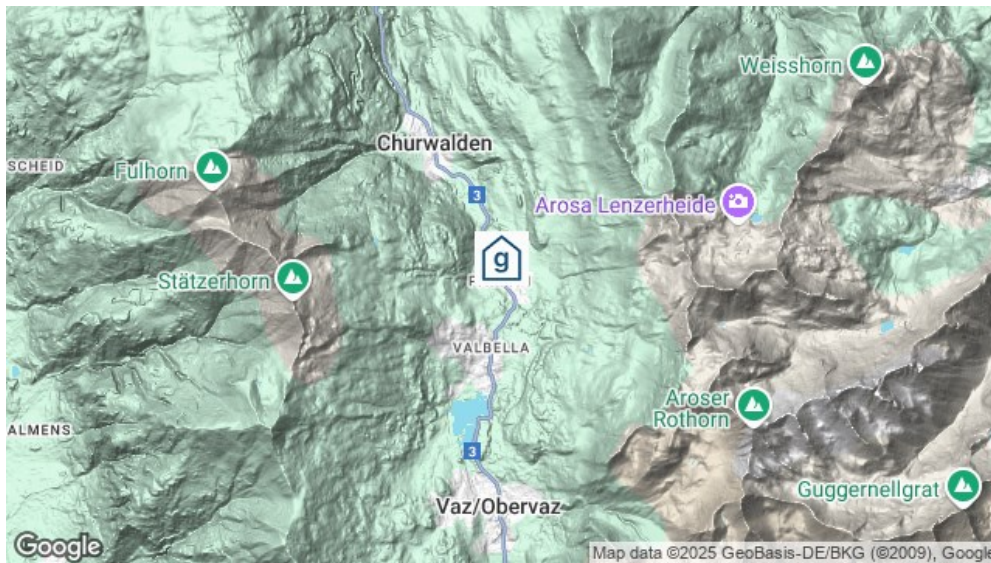 Weisshorn
Churwalden
SCHEID
Fulhorn
3
Arosa Lenzerheide
g
Stätzerhorn
VALBELLA
Aroser
Rothorn
ALMENS
3
Guggernellgrat
Vaz/Obervaz
Google
Map data ©2025 GeoBasis-DE/BKG (©2009), Google